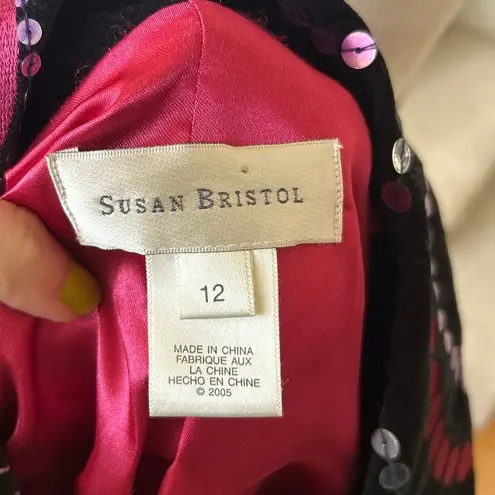 SUSAN BRISTOL
12
MADE IN CHINA
FABRIQUE AUX
LA CHINE
HECHO EN CHINE
© 2005